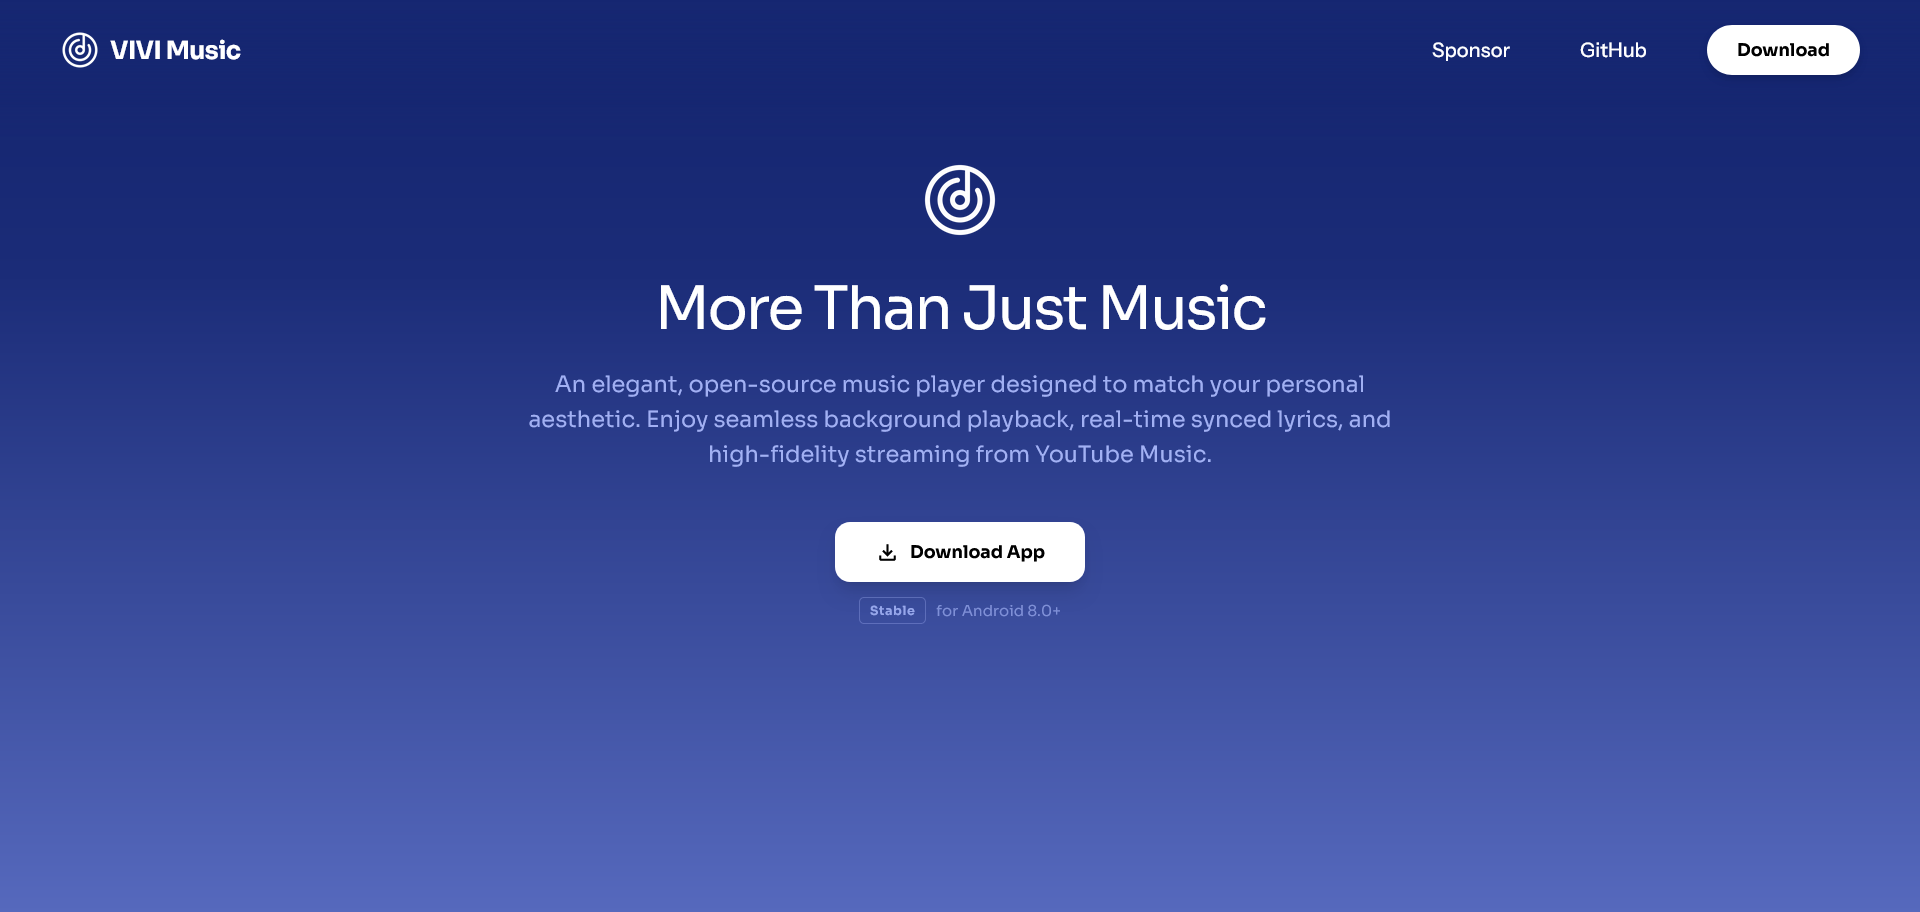 VIVI Music
Sponsor
GitHub
Download
More Than Just Music
An elegant, open-source music player designed to match your personal
aesthetic. Enjoy seamless background playback, real-time synced lyrics, and
high-fidelity streaming from YouTube Music.
Download App
Stable for Android 8.0+